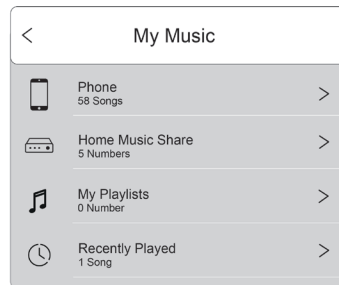 My Music
Phone
58 Songs
Home Music Share
5 Numbers
My Playlists
0 Number
Recently Played
1 Song